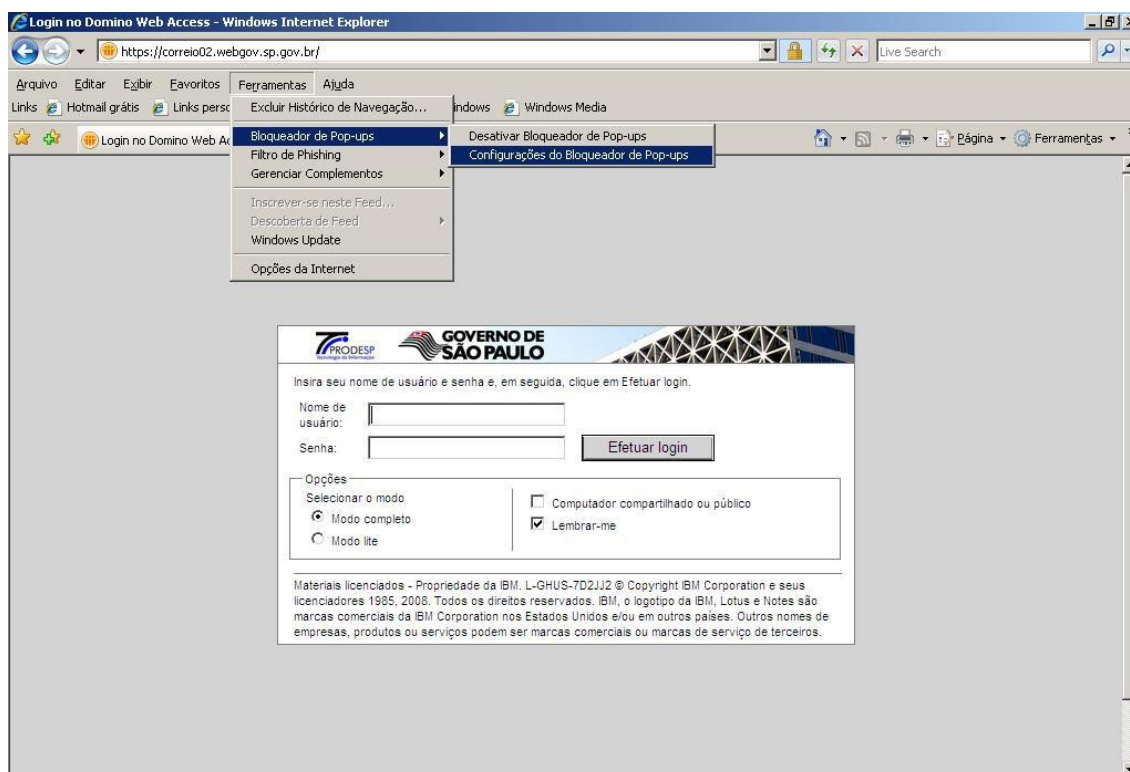 Login no Domino Web Access - Windows Internet Explorer
https://correio02.webgov.sp.gov.br/
Live Search
Arquivo Editar Exibir Favoritos Ferramentas Ajuda
Links Hotmail grátis Links perso
Windows Media
Login no Domino Web A
Página
Ferramentas
Excluir Histórico de Navegação...
Bloqueador de Pop-ups
Filtro de Phishing
Gerenciar Complementos
Inscrever-se neste Feed...
Descoberta de Feed
Windows Update
Opções da Internet
Desativar Bloqueador de Pop-ups
Configurações do Bloqueador de Pop-ups
PRODESP
GOVERNO DE
SÃO PAULO
Insira seu nome de usuário e senha e, em seguida, clique em Efetuar login.
Nome de
usuário:
Senha:
Efetuar login
Opções
Selecionar o modo
Modo completo
Modo lite
Computador compartilhado ou público
Lembrar-me
Materiais licenciados - Propriedade da IBM. L-GHUS-7D2JJ2 © Copyright IBM Corporation e seus
licenciadores 1985, 2008. Todos os direitos reservados. IBM, o logotipo da IBM, Lotus e Notes são
marcas comerciais da IBM Corporation nos Estados Unidos e/ou em outros países. Outros nomes de
empresas, produtos ou serviços podem ser marcas comerciais ou marcas de serviço de terceiros.